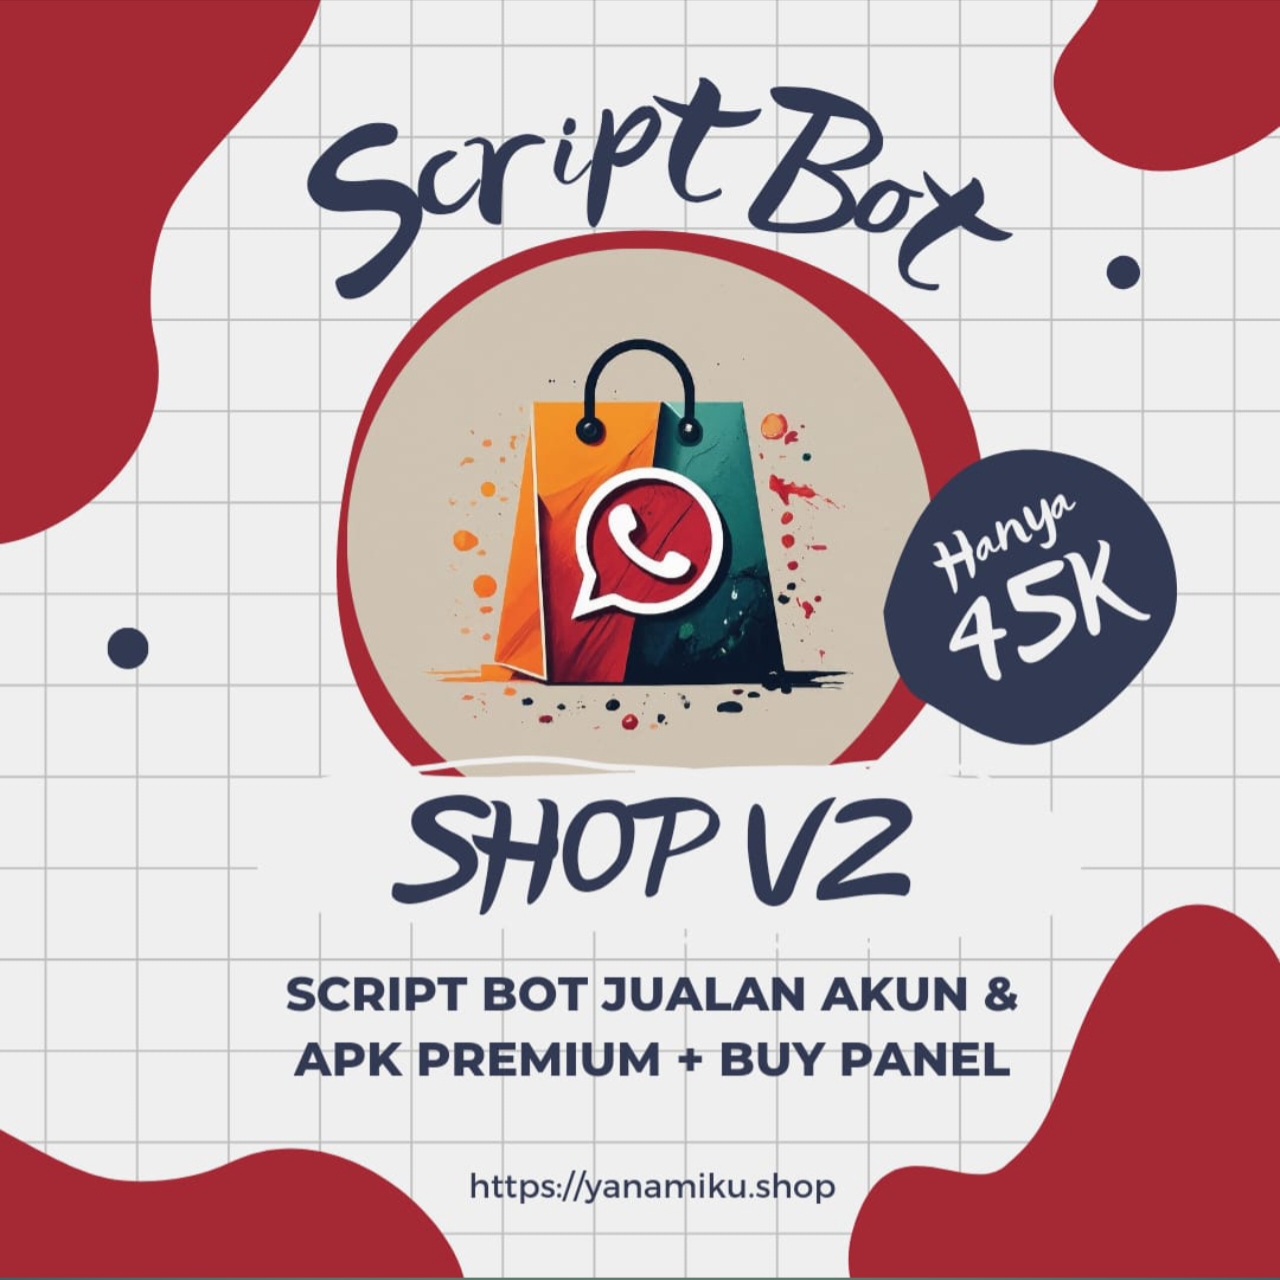 Script Bot
Hanya
45K
SHOP V2
SCRIPT BOT JUALAN AKUN &
APK PREMIUM + BUY PANEL
https://yanamiku.shop